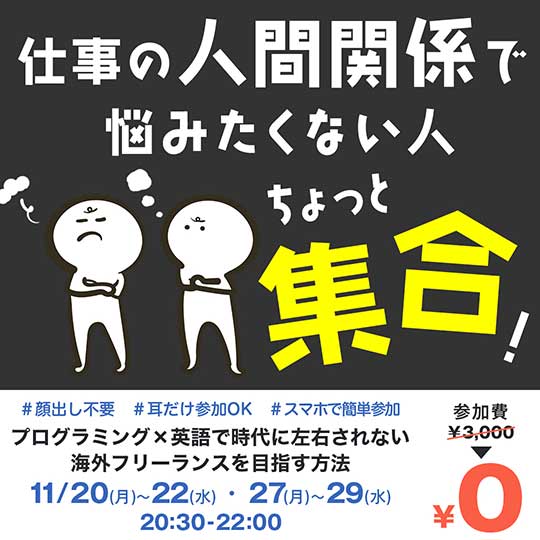 仕事の人間関係で
悩みたくない人
ちょっと
集合!
#顔出し不要 #耳だけ参加OK #スマホで簡単参加
プログラミング×英語で時代に左右されない
海外フリーランスを目指す方法
11/20(月)~22(水)・27(月)~29(水)
20:30-22:00
参加費
¥3,000
¥0